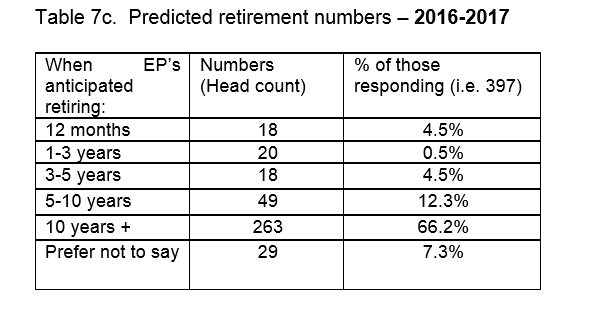 Table 7c. Predicted retirement numbers – 2016-2017
When EP's anticipated retiring:
Numbers (Head count)
% of those responding (i.e. 397)
12 months 18 4.5%
1-3 years 20 0.5%
3-5 years 18 4.5%
5-10 years 49 12.3%
10 years + 263 66.2%
Prefer not to say 29 7.3%